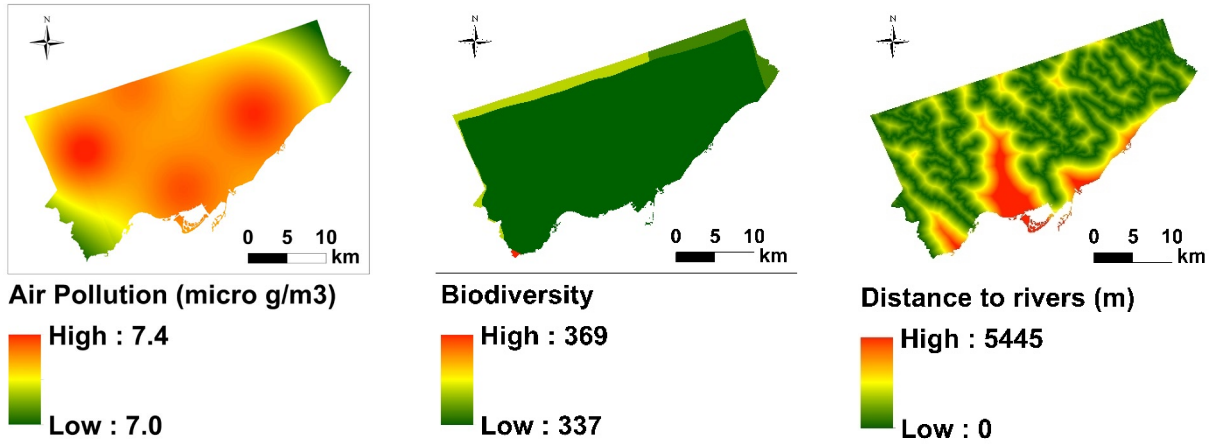 N
0 5 10
km
Air Pollution (micro g/m3)
High : 7.4
Low : 7.0
N
0 5 10
km
Biodiversity
High : 369
Low : 337
N
0 5 10
km
Distance to rivers (m)
High : 5445
Low : 0